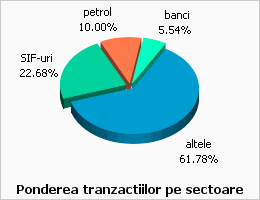 petrol
10.00%
banci
5.54%
SIF-uri
22.68%
altele
61.78%
Ponderea tranzactiilor pe sectoare